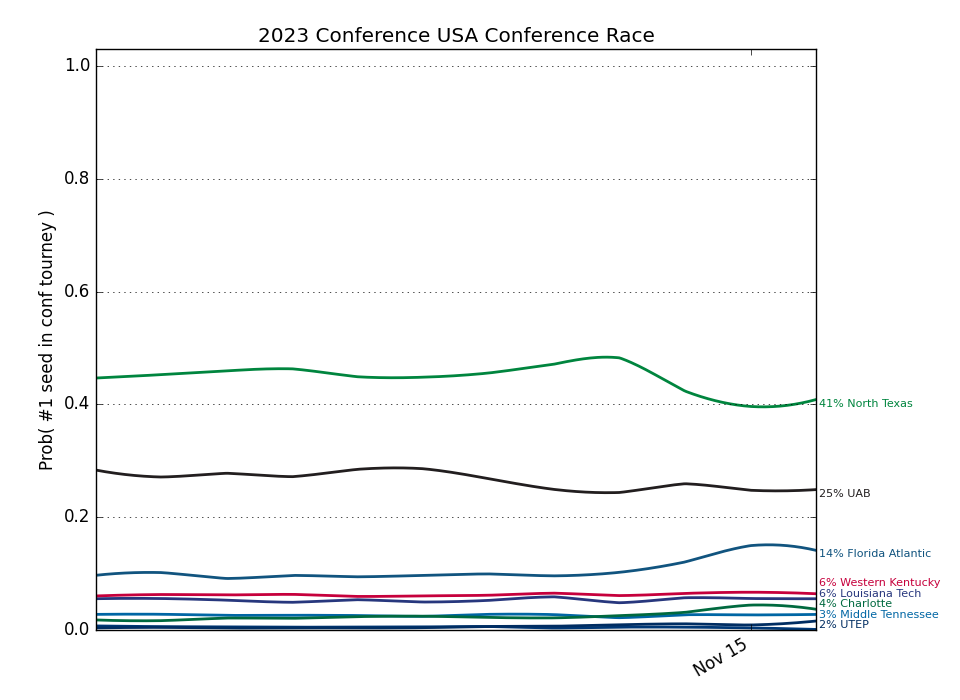 2023 Conference USA Conference Race
Prob( #1 seed in conf tourney )
1.0
0.8
0.6
0.4
0.2
0.0
41% North Texas
25% UAB
14% Florida Atlantic
6% Western Kentucky
6% Louisiana Tech
4% Charlotte
3% Middle Tennessee
2% UTEP
Nov 15